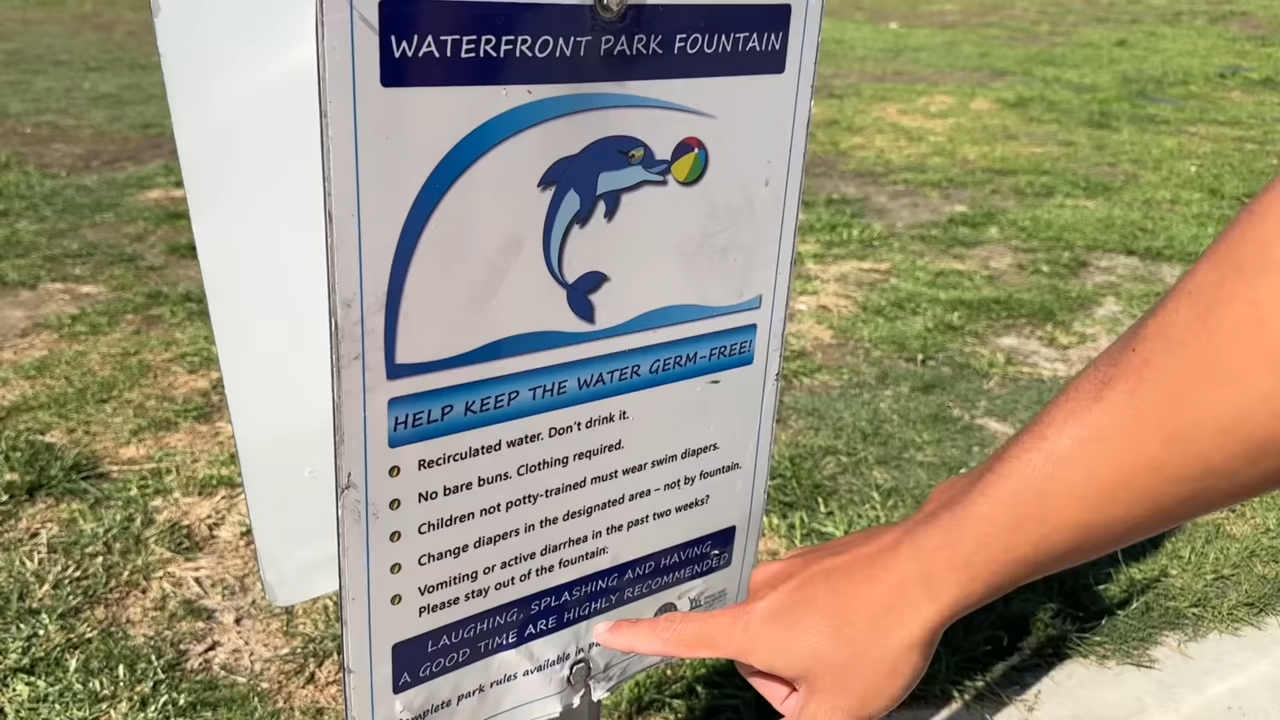 WATERFRONT PARK FOUNTAIN
HELP KEEP THE WATER GERM-FREE!
Recirculated water. Don't drink it.
No bare buns. Clothing required.
Children not potty-trained must wear swim diapers.
Change diapers in the designated area – not by fountain.
Vomiting or active diarrhea in the past two weeks?
Please stay out of the fountain.
LAUGHING, SPLASHING AND HAVING
A GOOD TIME ARE HIGHLY RECOMMENDED
park rules available in